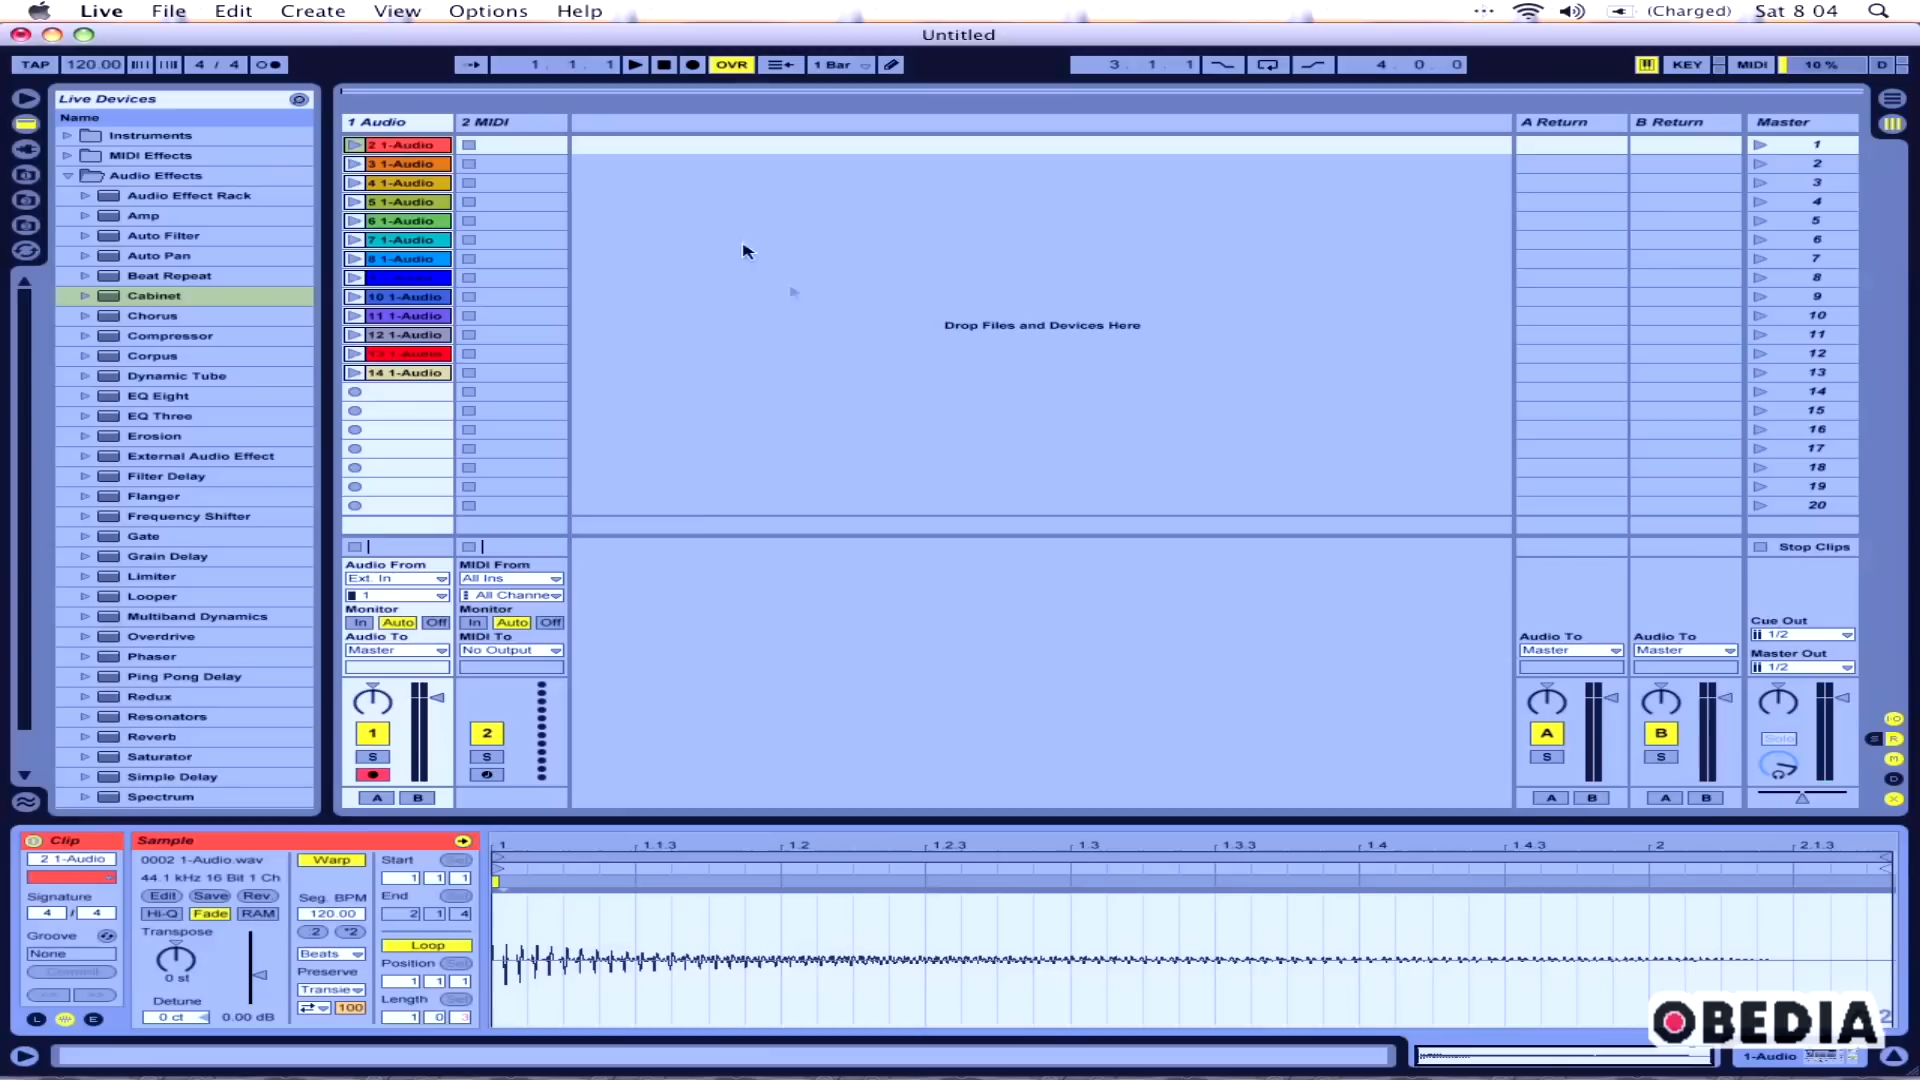 Live File Edit Create View Options Help (Charged) Sat 8 04
Untitled
TAP 120.00 4 / 4 1. 1. 1 OVR 1 Bar 3. 1. 1 4. 0. 0 KEY MIDI 10 % D
Live Devices
Name
Instruments
MIDI Effects
Audio Effects
Audio Effect Rack
Amp
Auto Filter
Auto Pan
Beat Repeat
Cabinet
Chorus
Compressor
Corpus
Dynamic Tube
EQ Eight
EQ Three
Erosion
External Audio Effect
Filter Delay
Flanger
Frequency Shifter
Gate
Grain Delay
Limiter
Looper
Multiband Dynamics
Overdrive
Phaser
Ping Pong Delay
Redux
Resonators
Reverb
Saturator
Simple Delay
Spectrum
1 Audio 2 MIDI A Return B Return Master
2 1-Audio 1
3 1-Audio 2
4 1-Audio 3
5 1-Audio 4
6 1-Audio 5
7 1-Audio 6
8 1-Audio 7
8
10 1-Audio 9
11 1-Audio 10
12 1-Audio 11
13 1-Audio 12
14 1-Audio 13
14
15
16
17
18
19
20
Drop Files and Devices Here
Stop Clips
Audio From MIDI From
Ext. In All Ins
1 All Channe
Monitor Monitor
In Auto Off In Auto Off
Audio To MIDI To Audio To Audio To
Master No Output Master Master
Cue Out
1/2
Master Out
1/2
1 2 A B Solo
S S S S
A B A B A B
I·O
S R
M
D
X
Clip
2 1-Audio
Signature
4 / 4
Groove
None
Commit
<< >>
L E
Sample
0002 1-Audio.wav
44.1 kHz 16 Bit 1 Ch
Edit Save Rev
Hi-Q Fade RAM
Transpose
0 st
Detune
0 ct 0.00 dB
Warp
Seg. BPM
120.00
:2 *2
Beats
Preserve
Transie
100
Start Set
1 1 1
End Set
2 1 4
Loop
Position Set
1 1 1
Length Set
1 0 3
1 1.1.3 1.2 1.2.3 1.3 1.3.3 1.4 1.4.3 2 2.1.3
OBEDIA
1-Audio